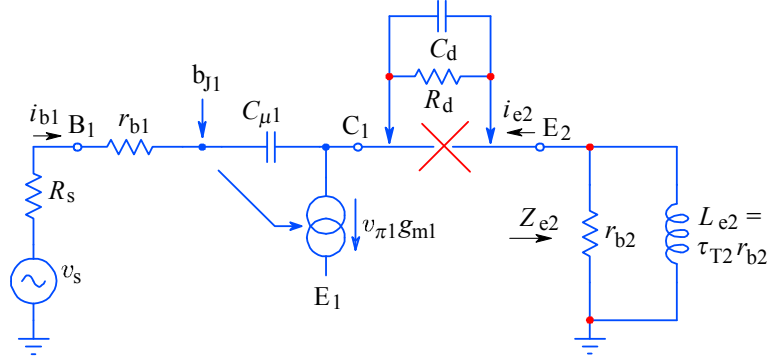 C_d
R_d
b_J1
i_b1
B_1
r_b1
C_μ1
C_1
i_e2
E_2
R_s
v_s
v_π1 g_m1
E_1
Z_e2
r_b2
L_e2 =
τ_T2 r_b2